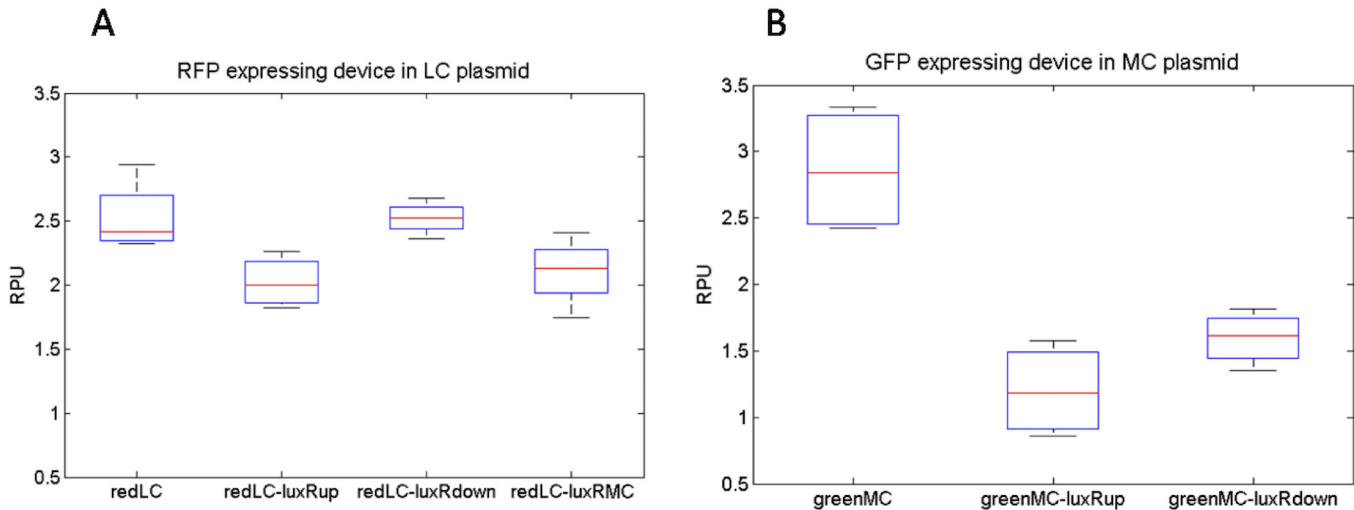 A
RFP expressing device in LC plasmid
3.5
3
2.5
2
1.5
1
0.5
RPU
redLC
redLC-luxRup
redLC-luxRdown
redLC-luxRMC
B
GFP expressing device in MC plasmid
3.5
3
2.5
2
1.5
1
0.5
RPU
greenMC
greenMC-luxRup
greenMC-luxRdown